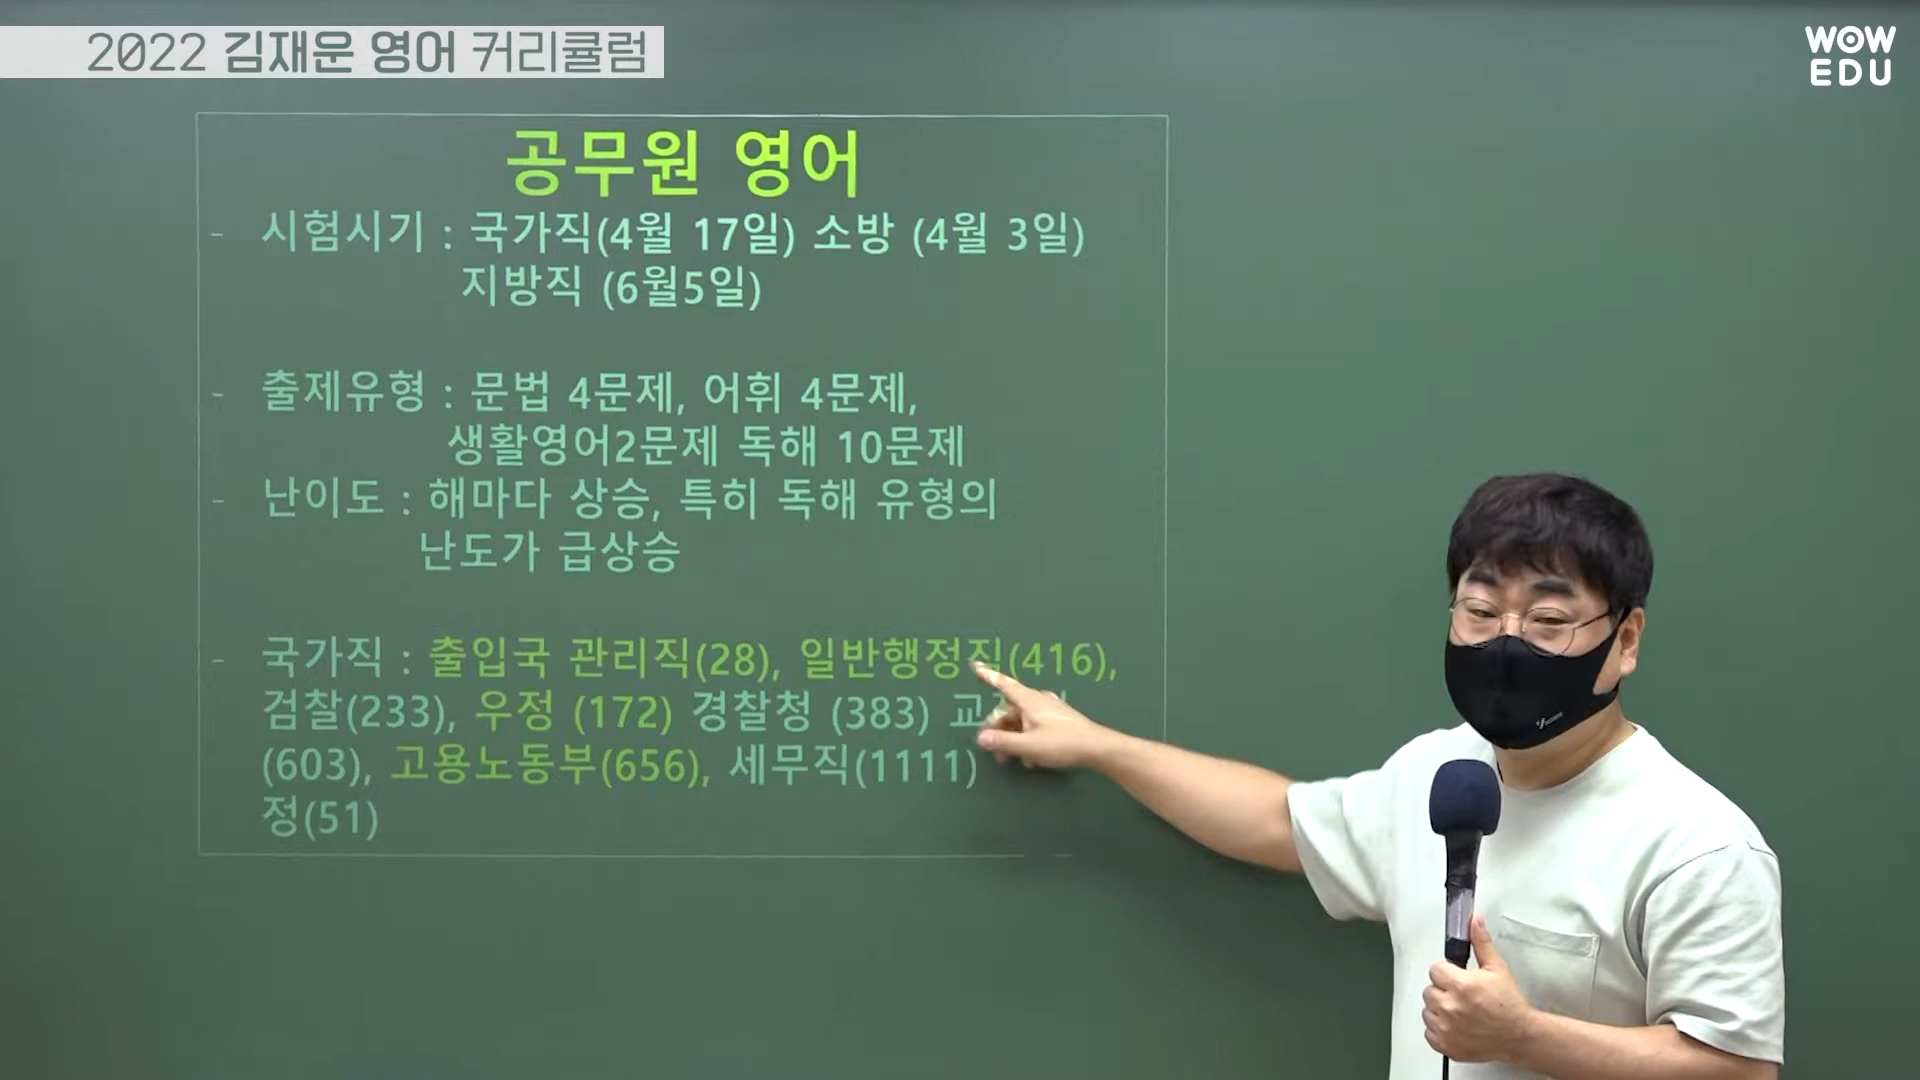 2022 김재운 영어 커리큘럼
WOW
EDU
공무원 영어
- 시험시기 : 국가직(4월 17일) 소방 (4월 3일)
지방직 (6월5일)
- 출제유형 : 문법 4문제, 어휘 4문제,
생활영어2문제 독해 10문제
- 난이도 : 해마다 상승, 특히 독해 유형의
난도가 급상승
- 국가직 : 출입국 관리직(28), 일반행정직(416),
검찰(233), 우정 (172) 경찰청 (383)
(603), 고용노동부(656), 세무직(1111)
정(51)